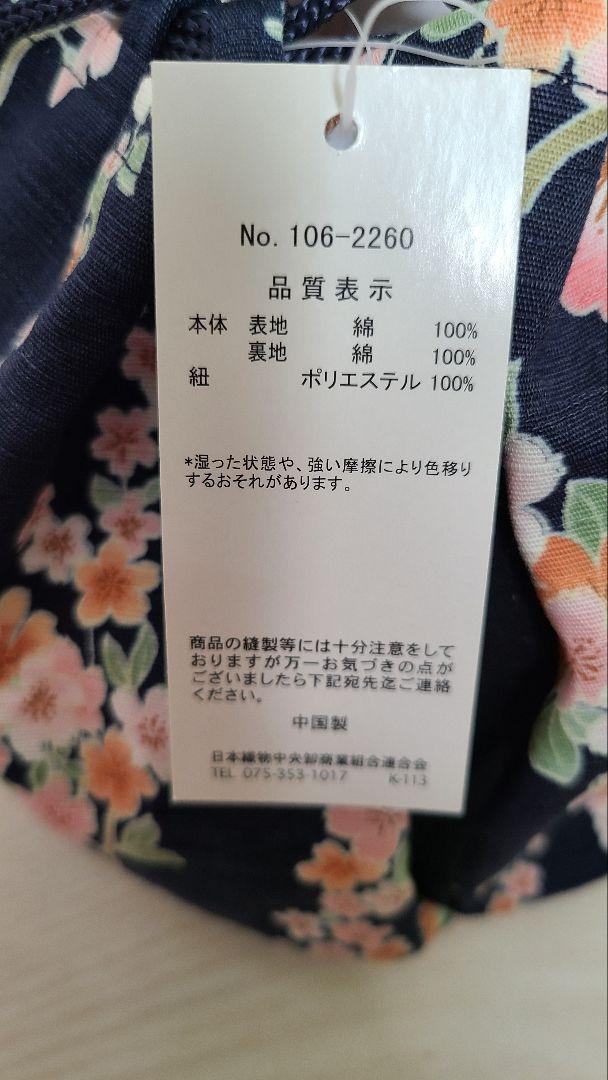 No. 106-2260
品質表示
本体 表地 綿 100%
裏地 綿 100%
紐 ポリエステル 100%
*湿った状態や、強い摩擦により色移り
するおそれがあります。
商品の縫製等には十分注意をして
おりますが万一お気づきの点が
ございましたら下記宛先迄ご連絡
ください。
中国製
日本織物中央卸商業組合連合会
TEL 075-353-1017 K-113